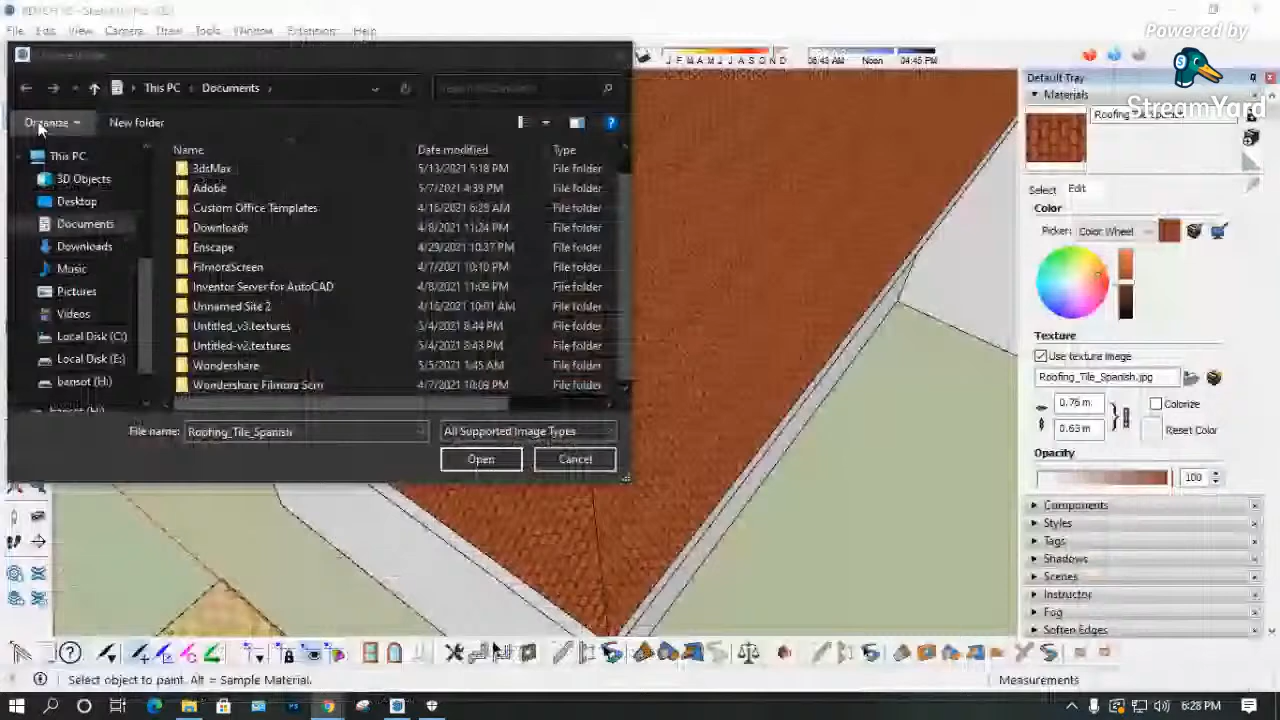 Powered by
StreamYard
File Edit View Camera Draw Tools Window Extensions Help
J F M A M J J A S O N D
06:43 AM Noon 04:45 PM
This PC Documents
Organize New folder
Name Date modified Type
3dsMax 5/13/2021 5:18 PM File folder
Adobe 5/7/2021 4:39 PM File folder
Custom Office Templates File folder
Downloads 4/8/2021 11:24 PM File folder
Enscape 4/29/2021 10:37 PM File folder
FilmoraScreen 4/7/2021 10:10 PM File folder
Inventor Server for AutoCAD 4/8/2021 11:09 PM File folder
Unnamed Site 2 4/16/2021 10:01 AM File folder
Untitled_v3.textures 5/4/2021 8:44 PM File folder
Untitled-v2.textures 5/4/2021 8:43 PM File folder
Wondershare 5/5/2021 1:45 AM File folder
Wondershare Filmora Scrn 4/7/2021 10:09 PM File folder
This PC
3D Objects
Desktop
Documents
Downloads
Music
Pictures
Videos
Local Disk (C:)
Local Disk (E:)
File name: Roofing_Tile_Spanish All Supported Image Types
Open Cancel
Default Tray
Materials
Select Edit
Color
Picker: Color Wheel
Texture
Use texture image
Roofing_Tile_Spanish.jpg
0.76 m Colorize
0.63 m Reset Color
Opacity
100
Components
Styles
Tags
Shadows
Scenes
Instructor
Fog
Soften Edges
Select object to paint. Alt = Sample Material. Measurements
6:28 PM